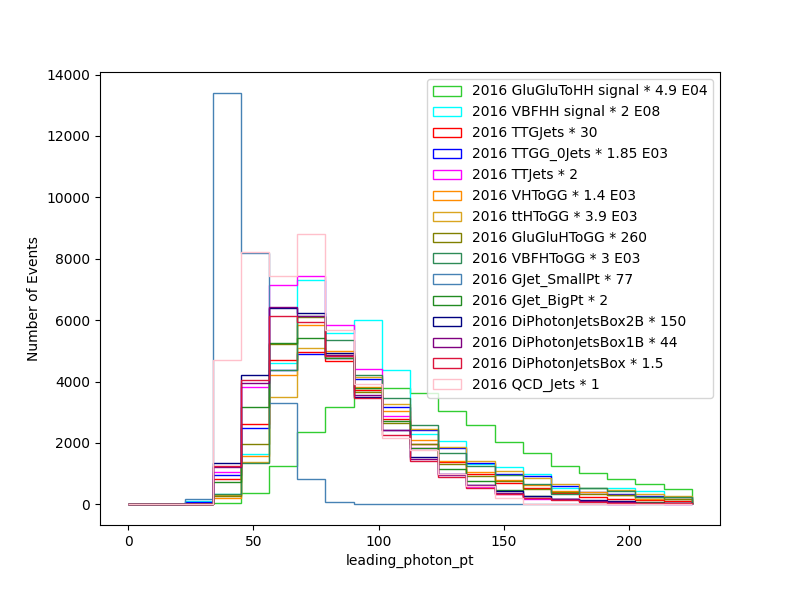 14000
12000
10000
8000
6000
4000
2000
0
Number of Events
0 50 100 150 200
leading_photon_pt
2016 GluGluToHH signal * 4.9 E04
2016 VBFHH signal * 2 E08
2016 TTGJets * 30
2016 TTGG_0Jets * 1.85 E03
2016 TTJets * 2
2016 VHToGG * 1.4 E03
2016 ttHToGG * 3.9 E03
2016 GluGluHToGG * 260
2016 VBFHToGG * 3 E03
2016 GJet_SmallPt * 77
2016 GJet_BigPt * 2
2016 DiPhotonJetsBox2B * 150
2016 DiPhotonJetsBox1B * 44
2016 DiPhotonJetsBox * 1.5
2016 QCD_Jets * 1